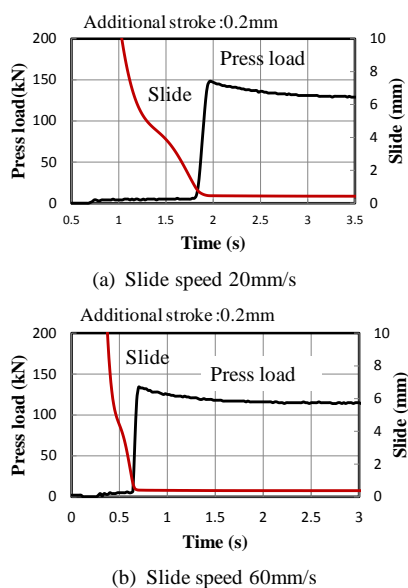 Additional stroke :0.2mm
200
150
100
50
0
Press load(kN)
Slide
Press load
10
8
6
4
2
0
Slide (mm)
0.5 1 1.5 2 2.5 3 3.5
Time (s)
(a) Slide speed 20mm/s
Additional stroke :0.2mm
200
150
100
50
0
Press load (kN)
Slide
Press load
10
8
6
4
2
0
Slide (mm)
0 0.5 1 1.5 2 2.5 3
Time (s)
(b) Slide speed 60mm/s